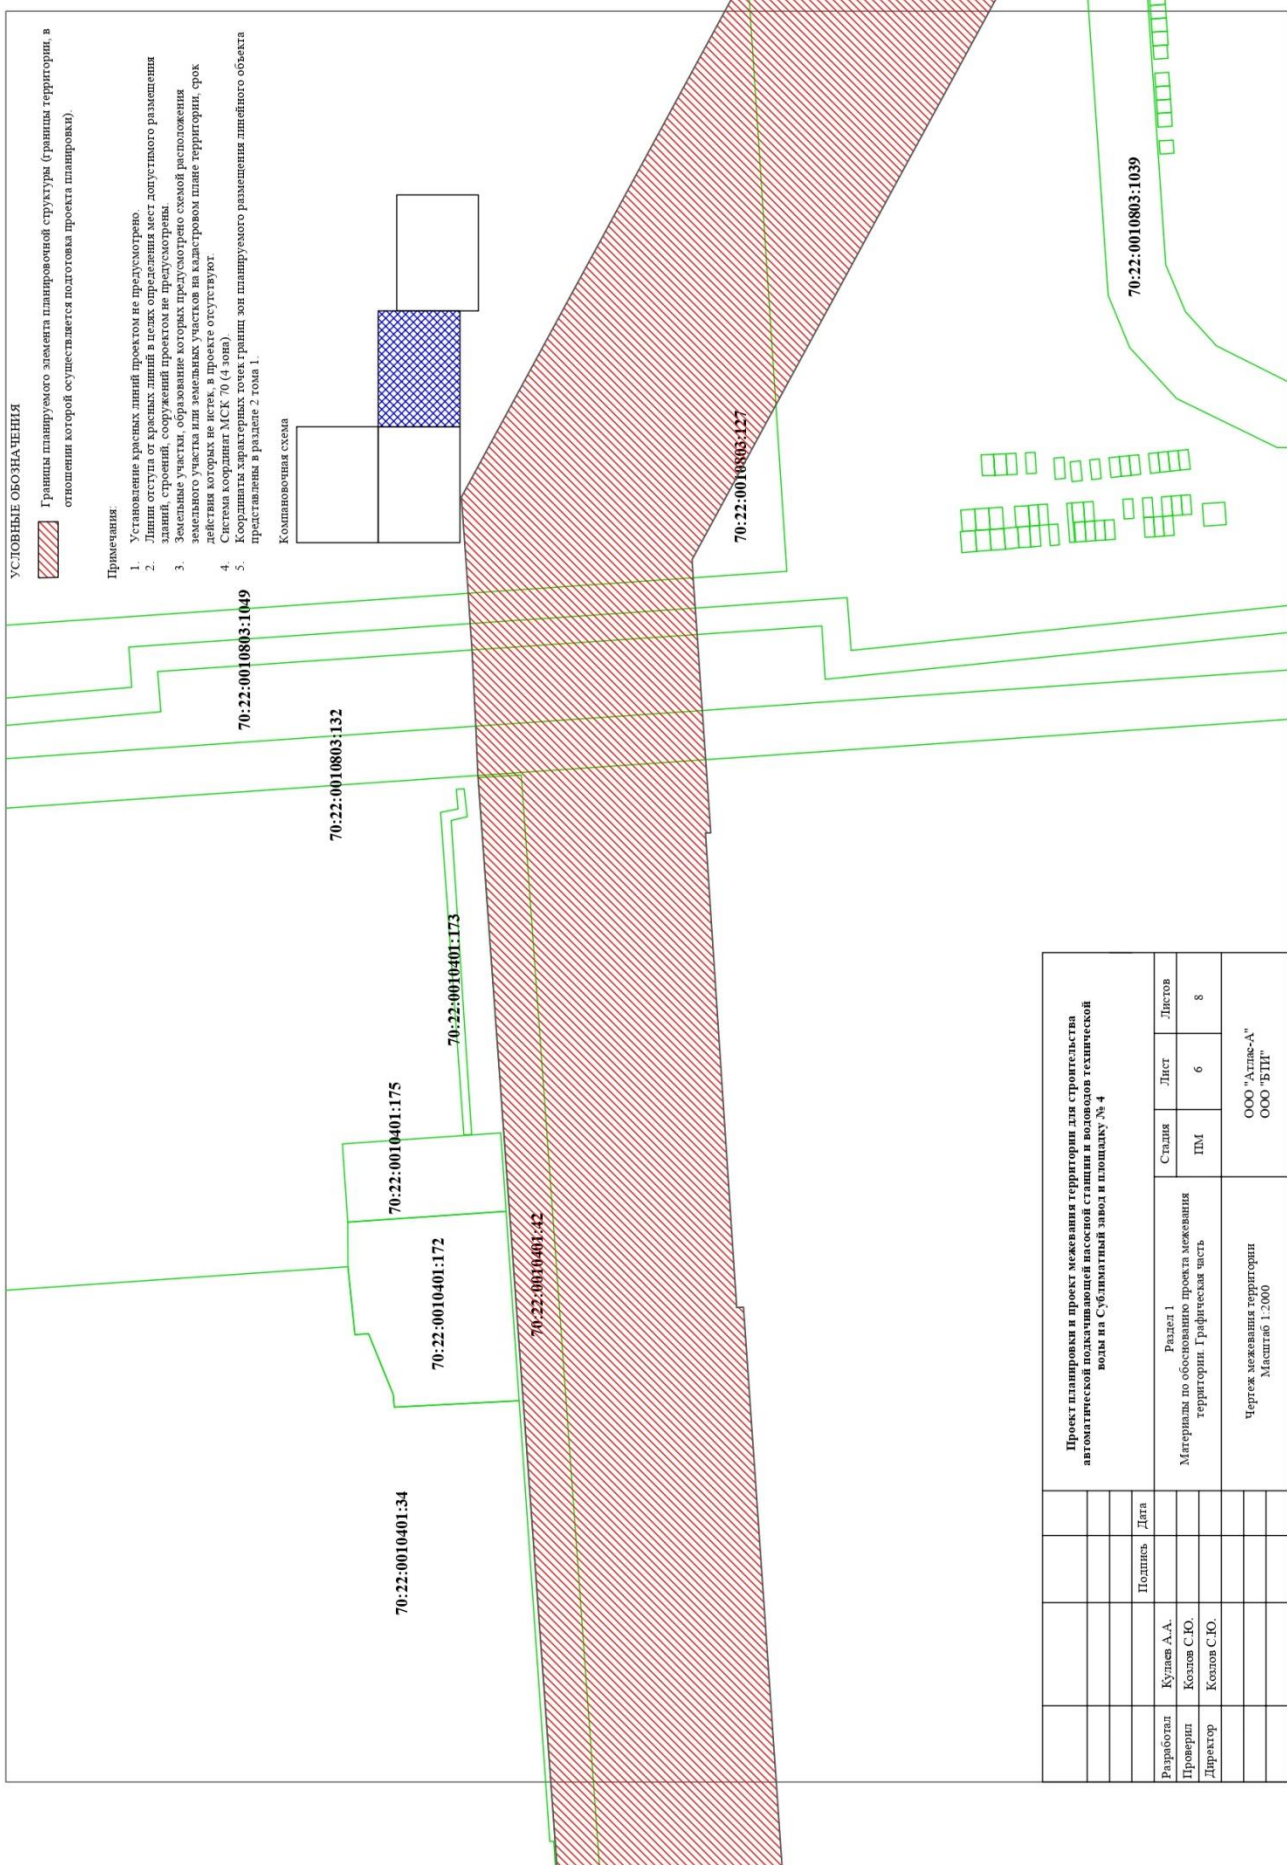 УСЛОВНЫЕ ОБОЗНАЧЕНИЯ
Границы планируемого элемента планировочной структуры (границы территории, в
отношении которой осуществляется подготовка проекта планировки).
Примечания:
1. Установление красных линий проектом не предусмотрено.
2. Линии отступа от красных линий в целях определения мест допустимого размещения
зданий, строений, сооружений проектом не предусмотрены.
3. Земельные участки, образование которых предусмотрено схемой расположения
земельного участка или земельных участков на кадастровом плане территории, срок
действия которых не истек, в проекте отсутствуют.
4. Система координат МСК 70 (4 зона).
5. Координаты характерных точек границ зон планируемого размещения линейного объекта
представлены в разделе 2 тома 1.
Компановочная схема
70:22:0010803:1049
70:22:0010803:132
70:22:0010401:173
70:22:0010401:175
70:22:0010401:172
70:22:0010401:34
70:22:0010401:42
70:22:0010803:127
70:22:0010803:1039
Проект планировки и проект межевания территории для строительства
автоматической подкачивающей насосной станции и водоводов технической
воды на Сублиматный завод и площадку № 4
Подпись Дата
Разработал Кулаев А.А.
Проверил Козлов С.Ю.
Директор Козлов С.Ю.
Раздел 1
Материалы по обоснованию проекта межевания
территории. Графическая часть
Стадия Лист Листов
ПМ 6 8
Чертеж межевания территории
Масштаб 1:2000
ООО "Атлас-А"
ООО "БТИ"